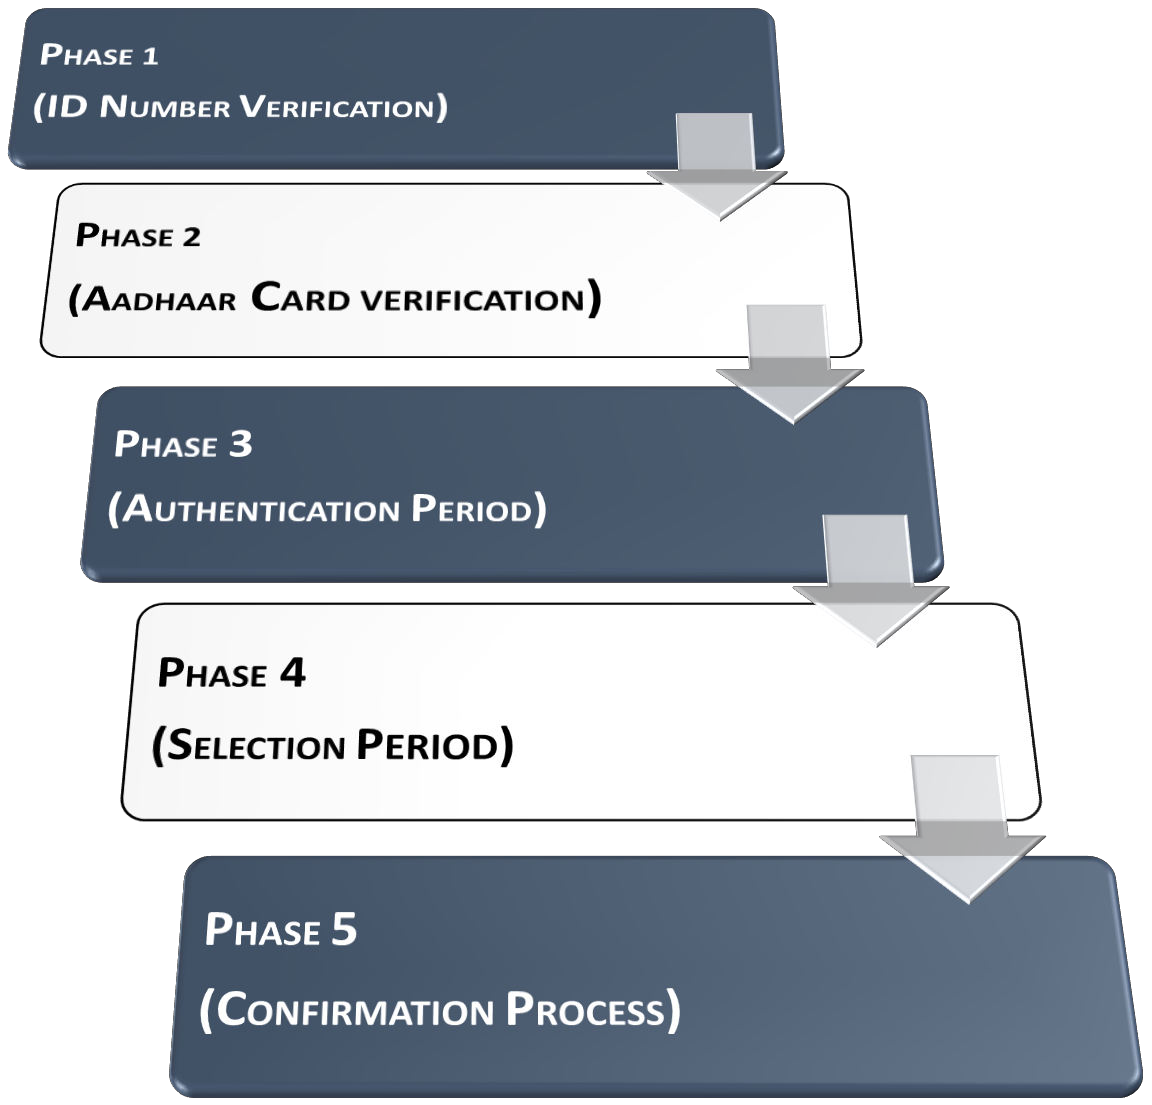 Phase 1
(ID Number Verification)
Phase 2
(Aadhaar Card verification)
Phase 3
(Authentication Period)
Phase 4
(Selection Period)
Phase 5
(Confirmation Process)